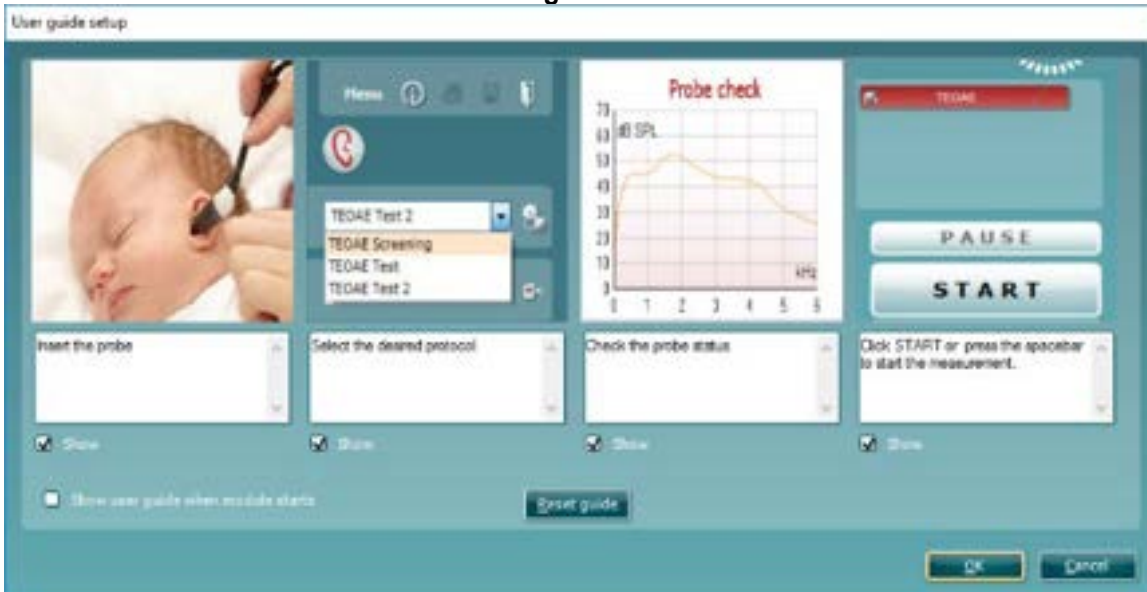 User guide setup
Menu
TEOAE Test 2
TEOAE Screening
TEOAE Test
TEOAE Test 2
Probe check
dB SPL
70
60
50
40
30
20
10
0
kHz
0 1 2 3 4 5 6
TEOAE
PAUSE
START
Insert the probe
Select the desired protocol
Check the probe status
Click START or press the spacebar
to start the measurement.
Show
Show
Show
Show
Show user guide when module starts
Reset guide
OK
Cancel